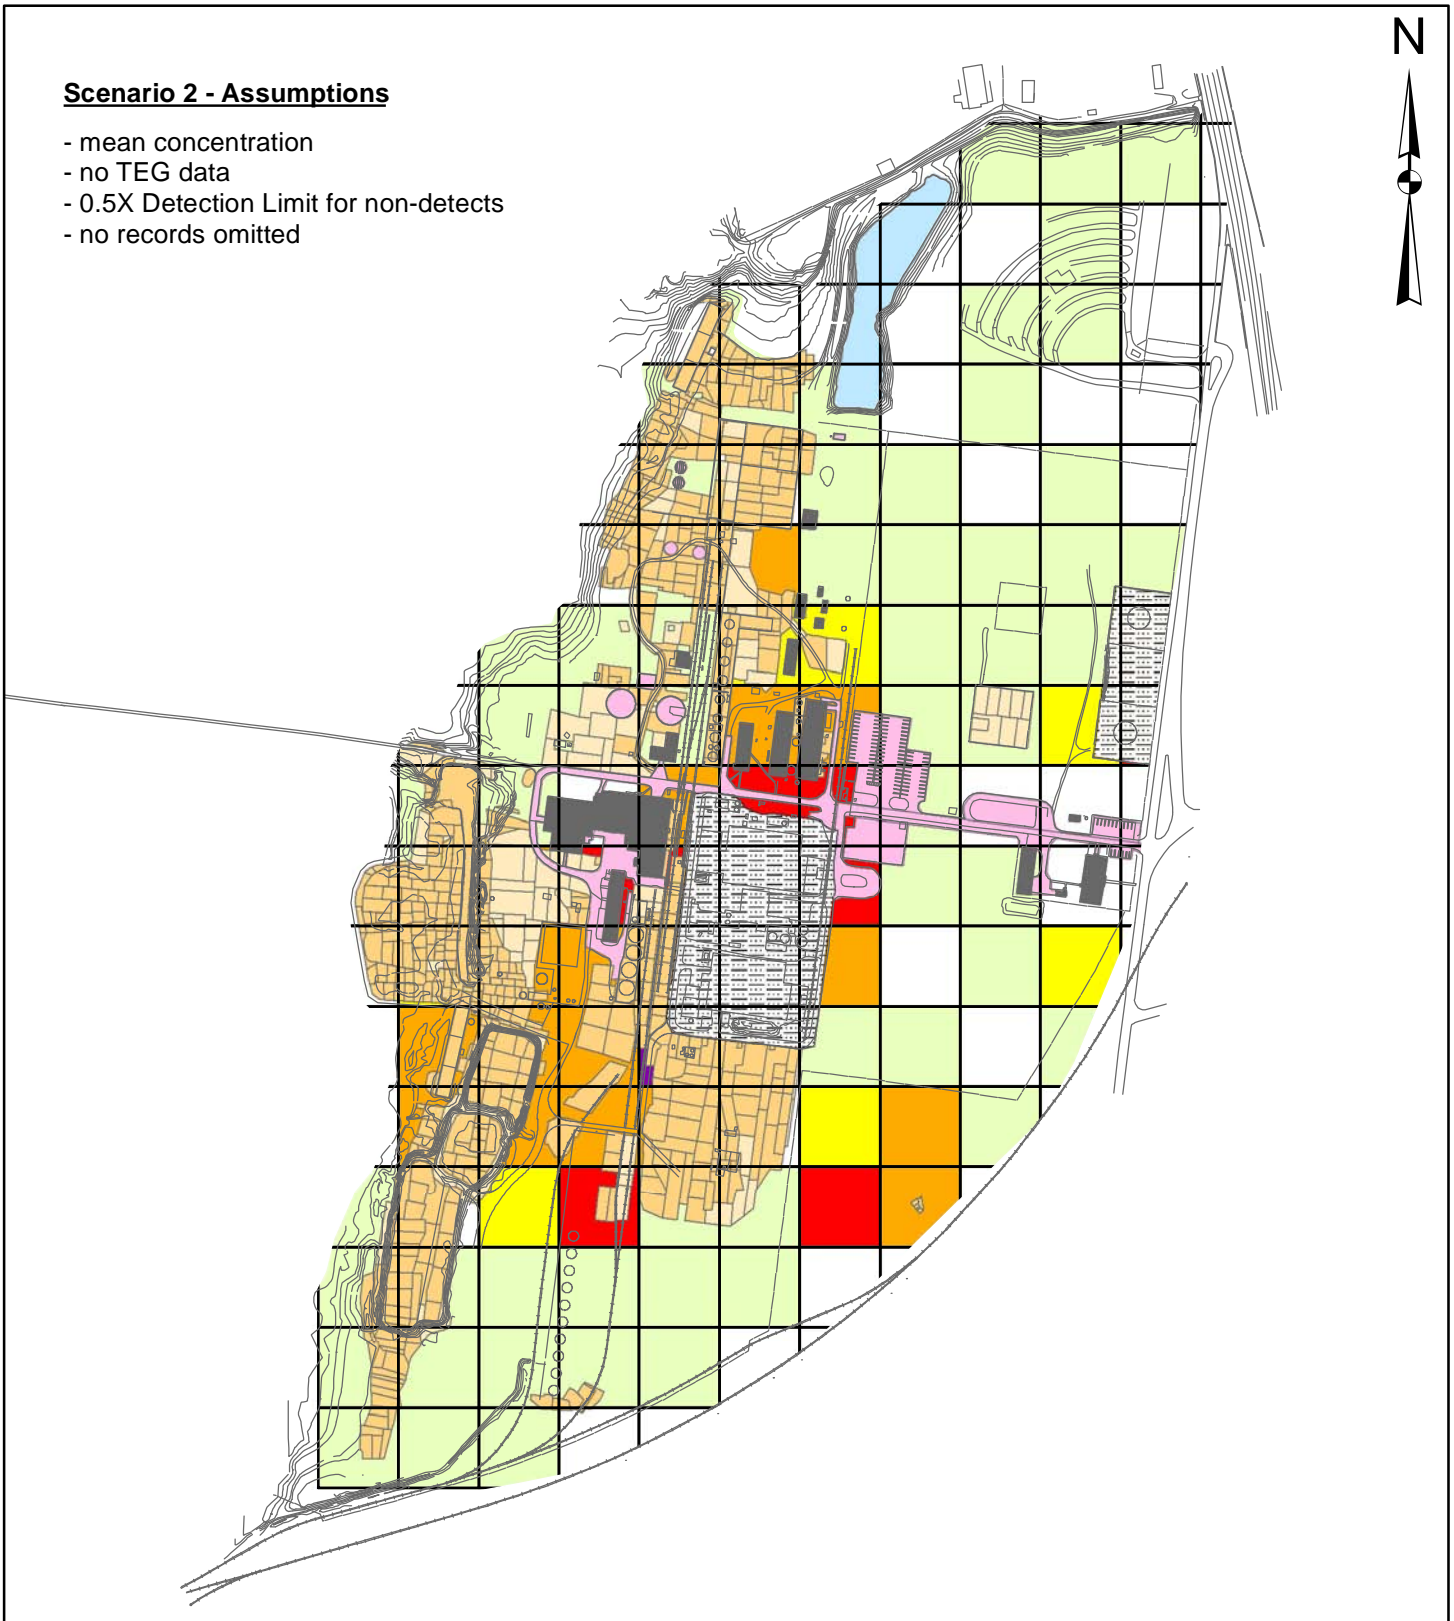 N
Scenario 2 - Assumptions
- mean concentration
- no TEG data
- 0.5X Detection Limit for non-detects
- no records omitted